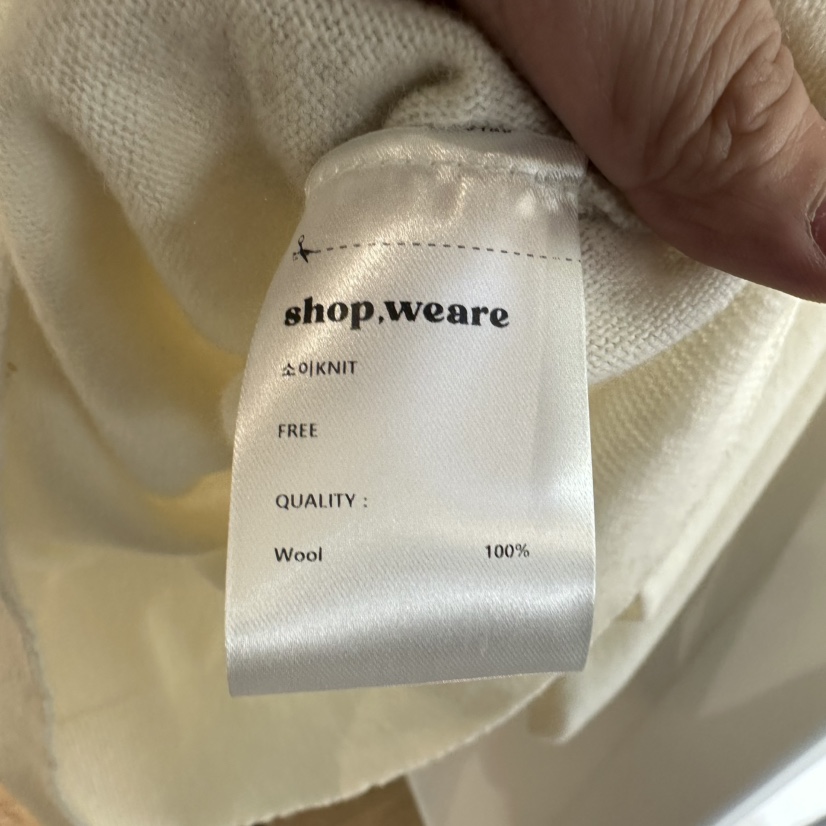 shop,weare
소이KNIT
FREE
QUALITY :
Wool 100%